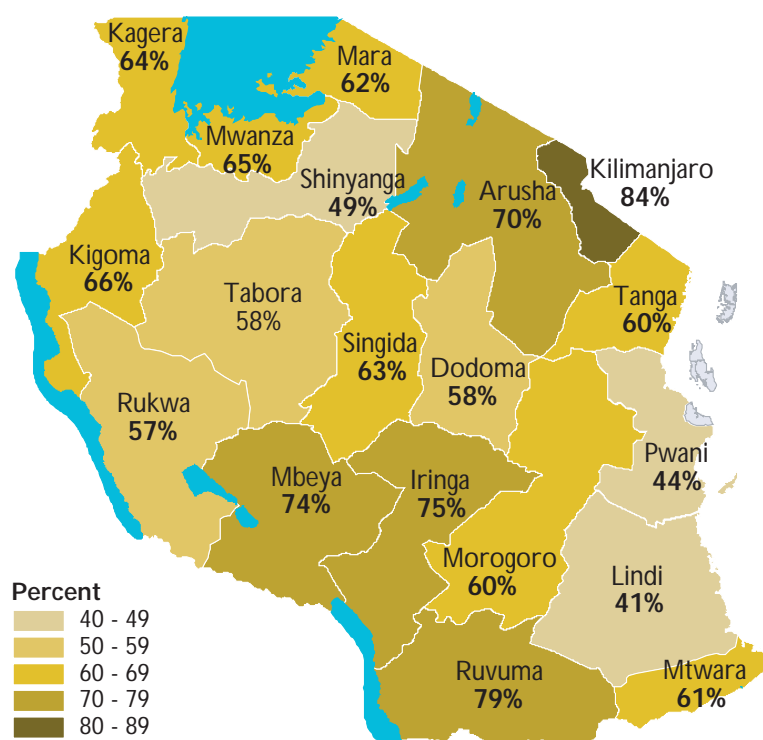 Kagera
64%
Mara
62%
Mwanza
65%
Shinyanga
49%
Arusha
70%
Kilimanjaro
84%
Kigoma
66%
Tabora
58%
Singida
63%
Dodoma
58%
Tanga
60%
Rukwa
57%
Mbeya
74%
Iringa
75%
Pwani
44%
Morogoro
60%
Lindi
41%
Ruvuma
79%
Mtwara
61%
Percent
40 - 49
50 - 59
60 - 69
70 - 79
80 - 89